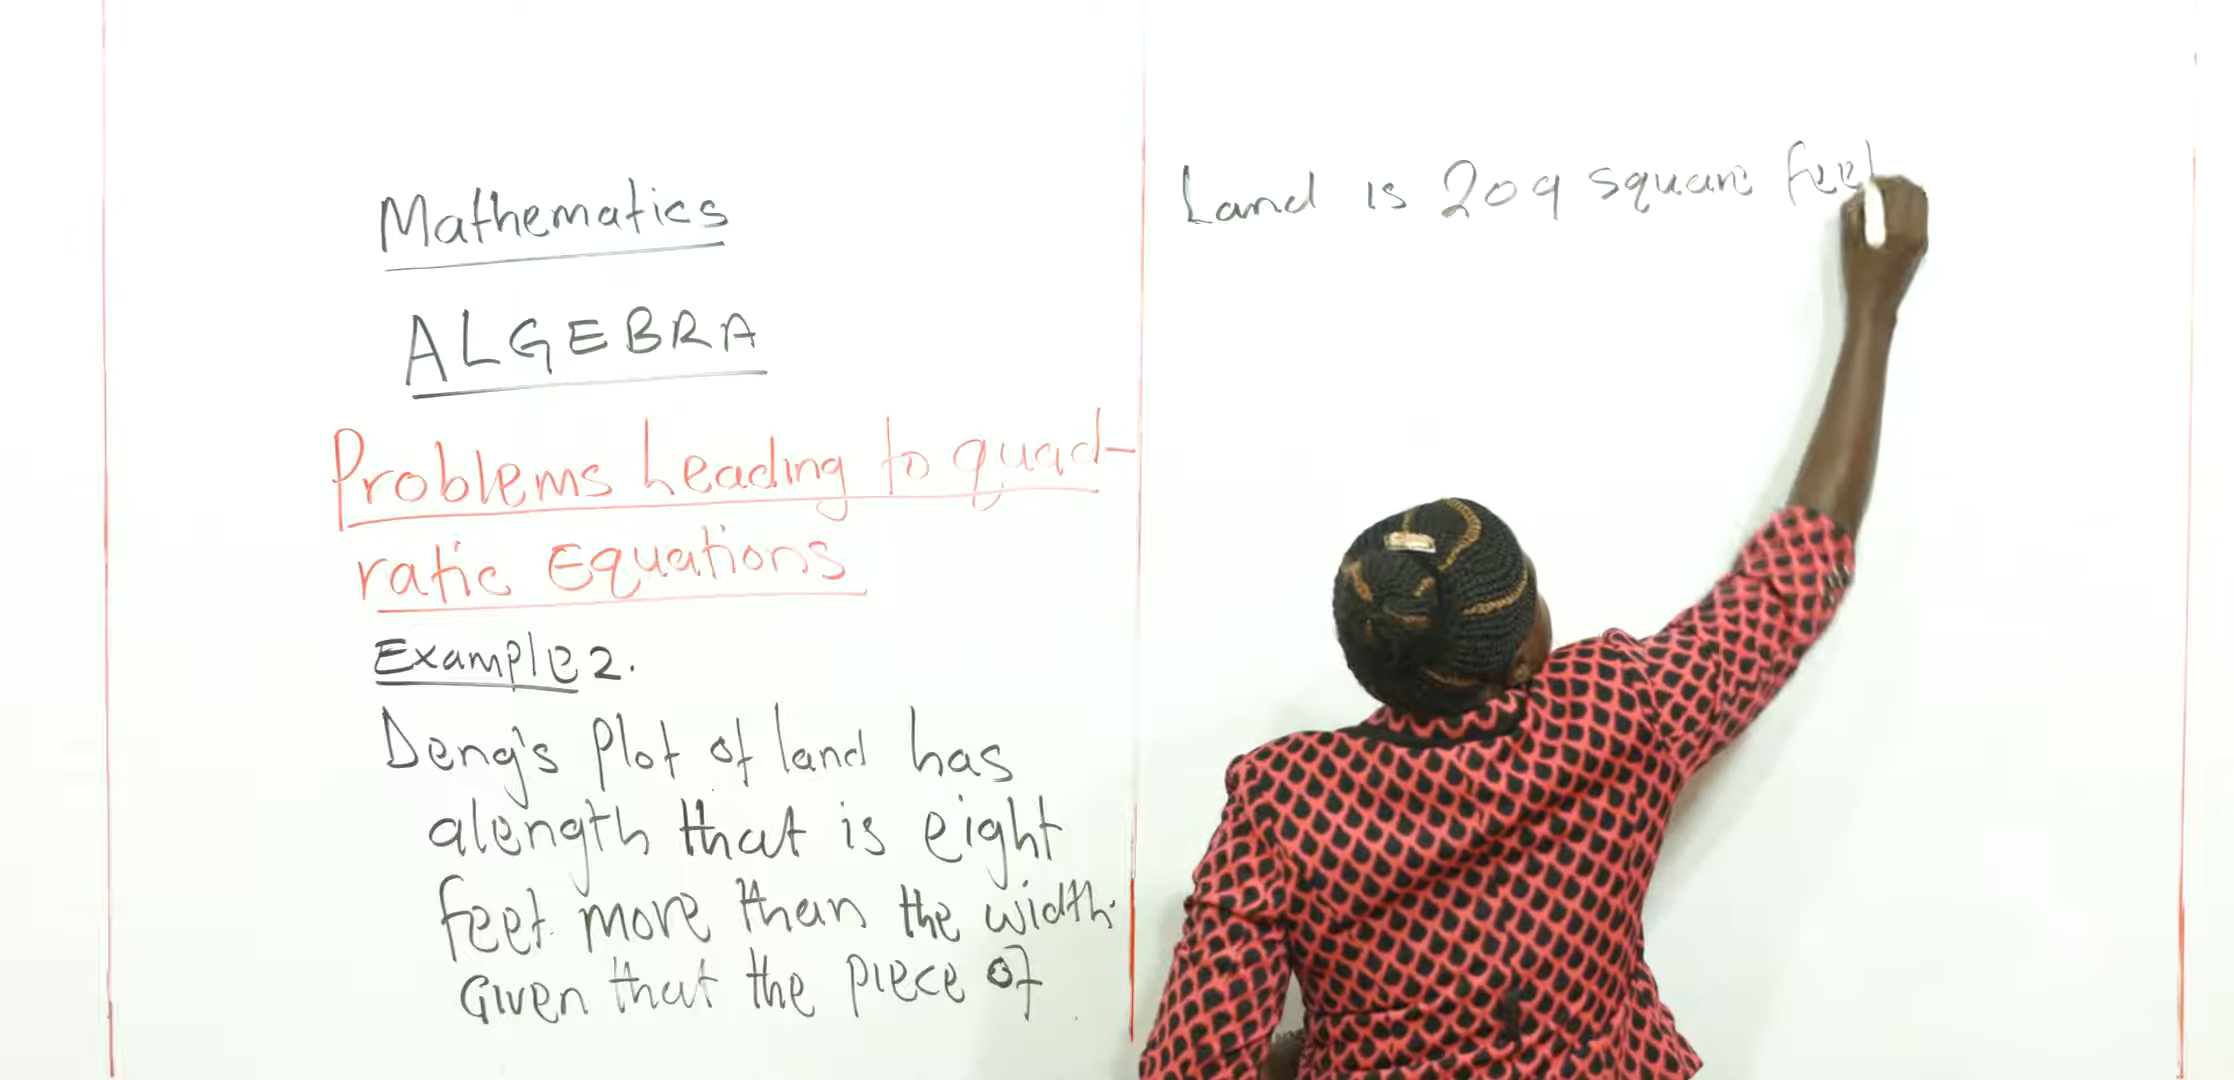 Mathematics
ALGEBRA
Problems leading to quad-
ratic Equations
Example 2.
Deng's plot of land has
alength that is eight
feet more than the width.
Given that the piece of
Land is 209 square feet